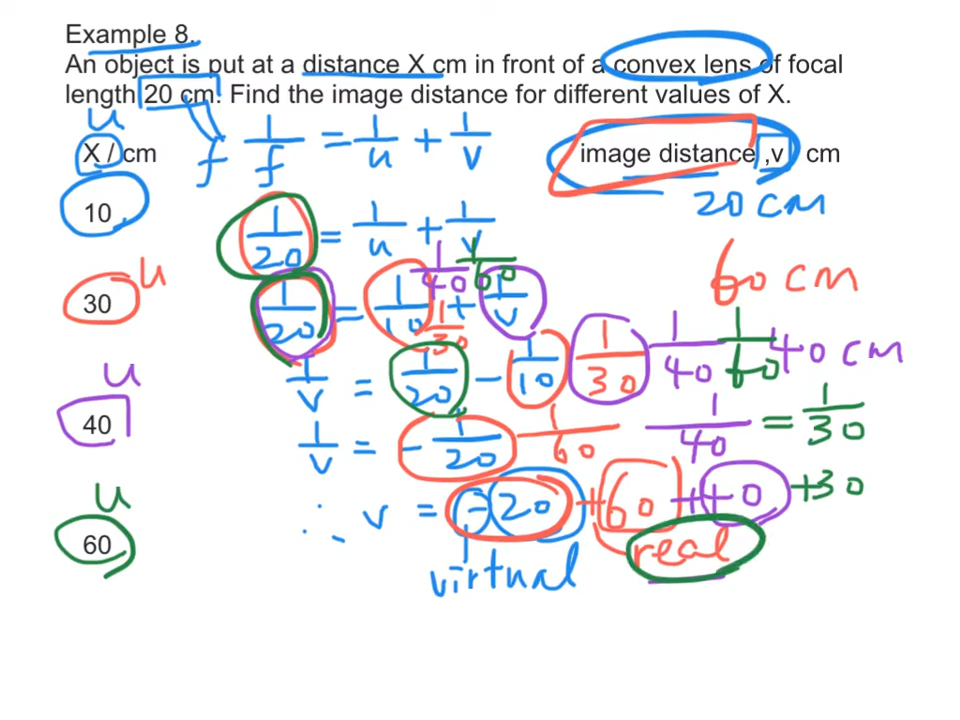 Example 8.
An object is put at a distance X cm in front of a convex lens of focal
length 20 cm. Find the image distance for different values of X.
u f 1/f = 1/u + 1/v
X / cm image distance ,v / cm
10 20 cm
1/20 = 1/u + 1/v
30 u 60 cm
1/20 = 1/10 + 1/v 1/40 1/60 1/30
u 40 cm
1/v = 1/20 - 1/10 1/30 1/40 1/60
40
1/v = - 1/20 1/60 1/40 = 1/30
u
∴ v = -20 +60 +40 +30
60 real
virtual